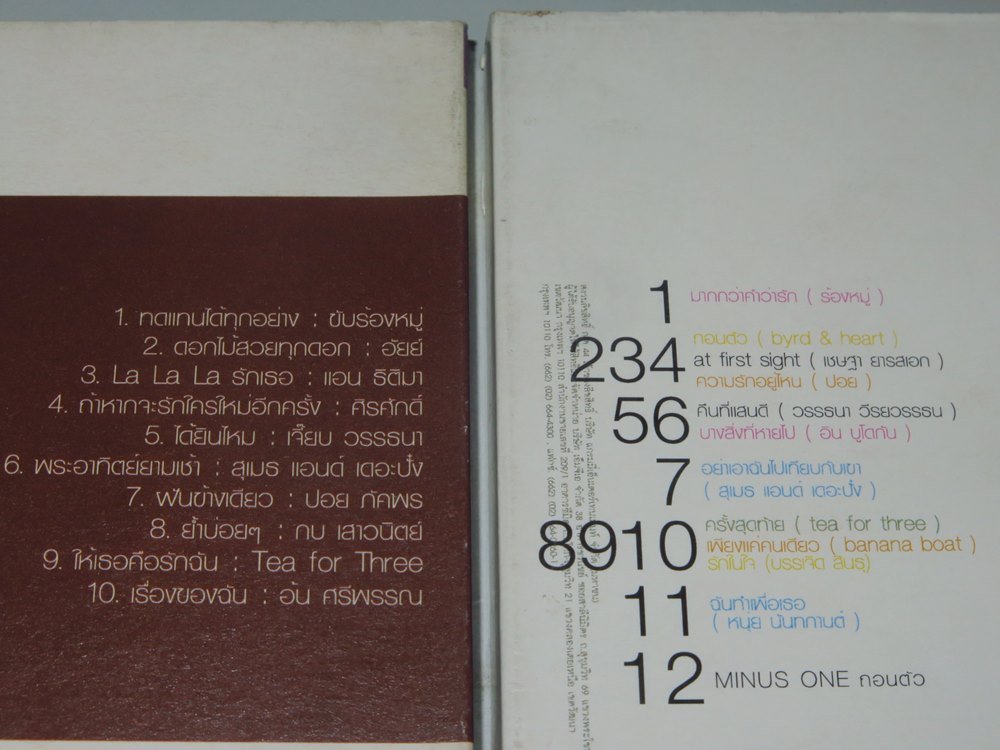 1. ทดแทนได้ทุกอย่าง : ขับร้องหมู่
2. ดอกไม้สวยทุกดอก : อัยย์
3. La La La รักเธอ : แอน ธิติมา
4. ถ้าหากจะรักใครใหม่อีกครั้ง : ศิรศักดิ์
5. ได้ยินไหม : เจี๊ยบ วรรธนา
6. พระอาทิตย์ยามเช้า : สุเมธ แอนด์ เดอะปั๋ง
7. ฝันข้างเดียว : ปอย ภัคพร
8. ย้ำบ่อยๆ : กบ เสาวนิตย์
9. ให้เธอคือรักฉัน : Tea for Three
10. เรื่องของฉัน : อ้น ศรีพรรณ
1 มากกว่าคำว่ารัก ( ร้องหมู่ )
2 ถอนตัว ( byrd & heart )
3 at first sight ( เชษฐา ยารสเอก )
4 ความรักอยู่ไหน ( ปอย )
5 คืนที่แสนดี ( วรรธนา วีรยวรรธน )
6 บางสิ่งที่หายไป ( อิน บูโดกัน )
7 อย่าเอาฉันไปเทียบกับเขา
( สุเมธ แอนด์ เดอะปั๋ง )
8 ครั้งสุดท้าย ( tea for three )
9 เพียงแค่คนเดียว ( banana boat )
10 รักในใจ (บรรเจิด สินธุ)
11 ฉันทำเพื่อเธอ
( หนุย นันทกานต์ )
12 MINUS ONE ถอนตัว